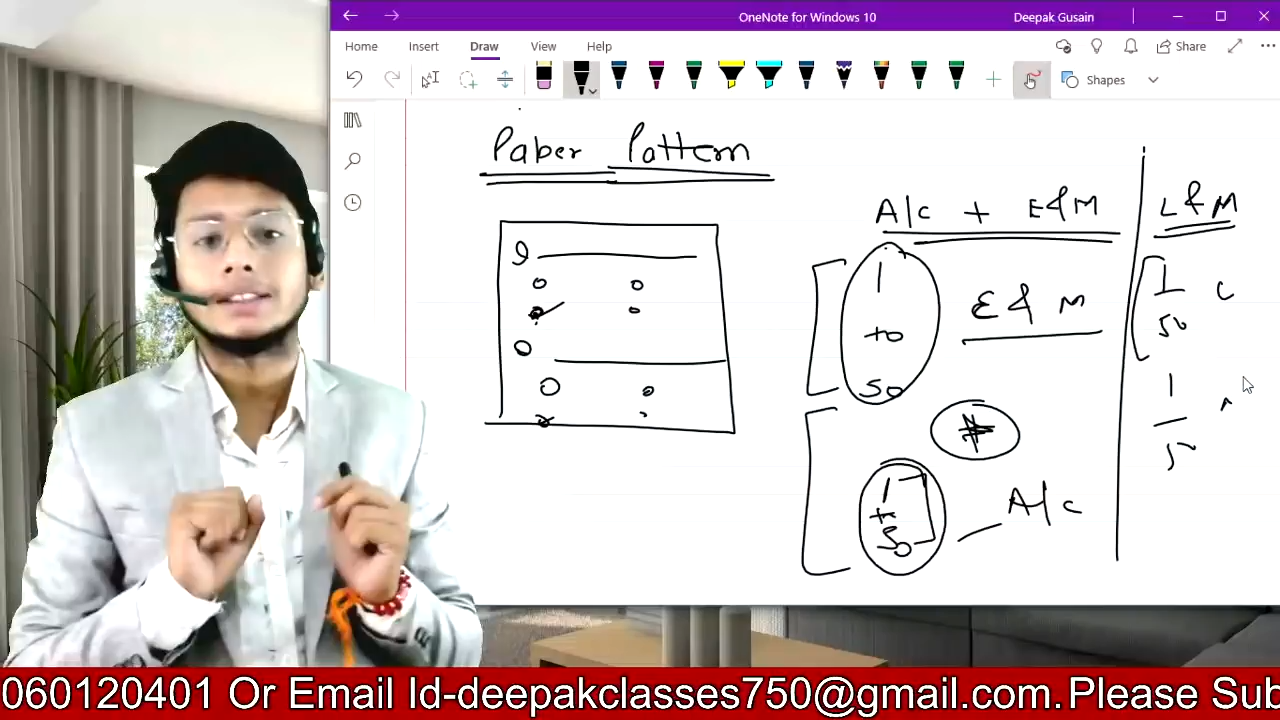 OneNote for Windows 10
Deepak Gusain
Home Insert Draw View Help
Share
Shapes
Paber Pattern
A/c + E&M
L&M
1
to
50
E & M
1
50
C
1
50
1
to
50
A/c
060120401 Or Email Id-deepakclasses750@gmail.com. Please Sub